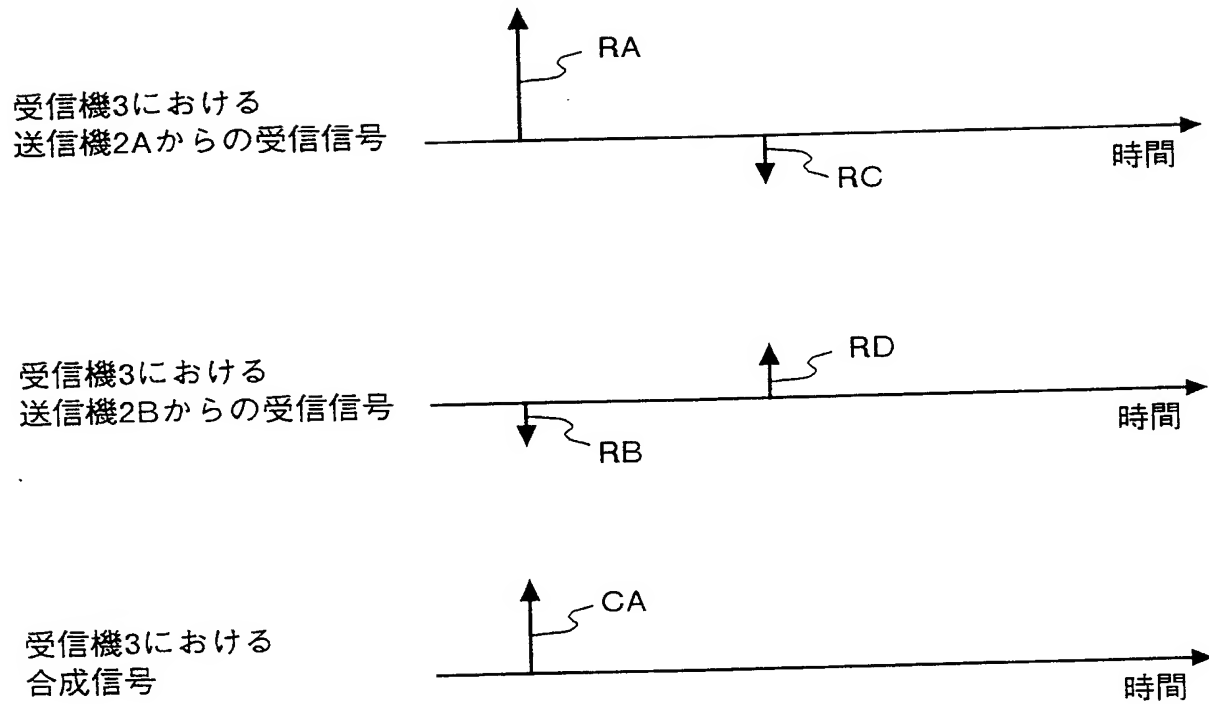 RA
受信機3における
送信機2Aからの受信信号
時間
RC
RD
受信機3における
送信機2Bからの受信信号
時間
RB
CA
受信機3における
合成信号
時間